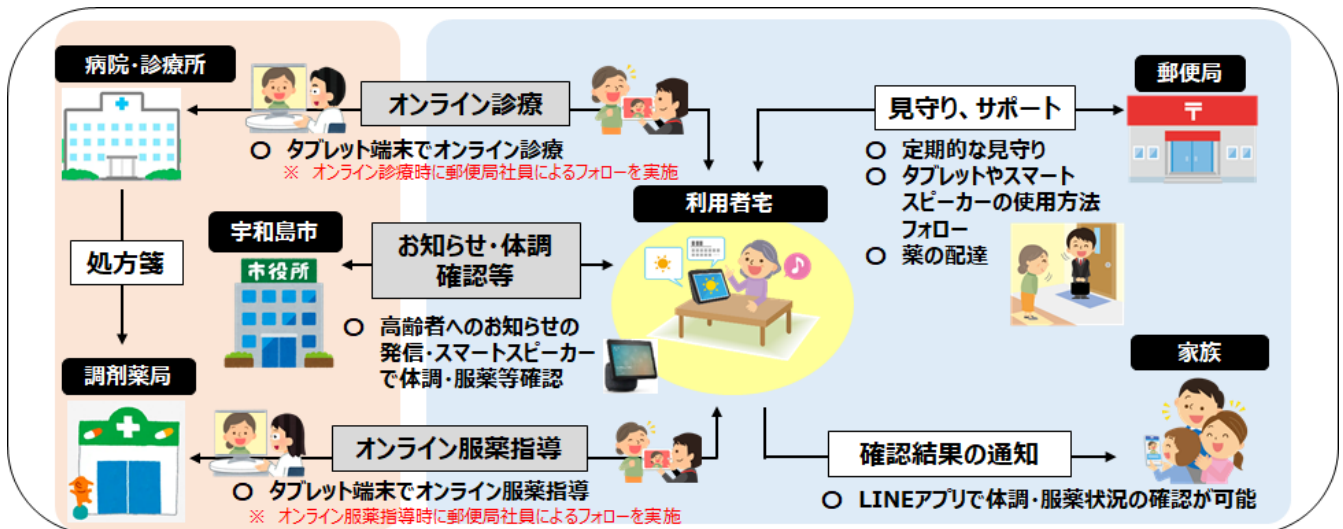 病院・診療所
オンライン診療
〇 タブレット端末でオンライン診療
※ オンライン診療時に郵便局社員によるフォローを実施
見守り、サポート
郵便局
〒
〇 定期的な見守り
〇 タブレットやスマート
スピーカーの使用方法
フォロー
〇 薬の配達
処方箋
宇和島市
市役所
お知らせ・体調
確認等
〇 高齢者へのお知らせの
発信・スマートスピーカー
で体調・服薬等確認
利用者宅
調剤薬局
オンライン服薬指導
〇 タブレット端末でオンライン服薬指導
※ オンライン服薬指導時に郵便局社員によるフォローを実施
家族
確認結果の通知
〇 LINEアプリで体調・服薬状況の確認が可能